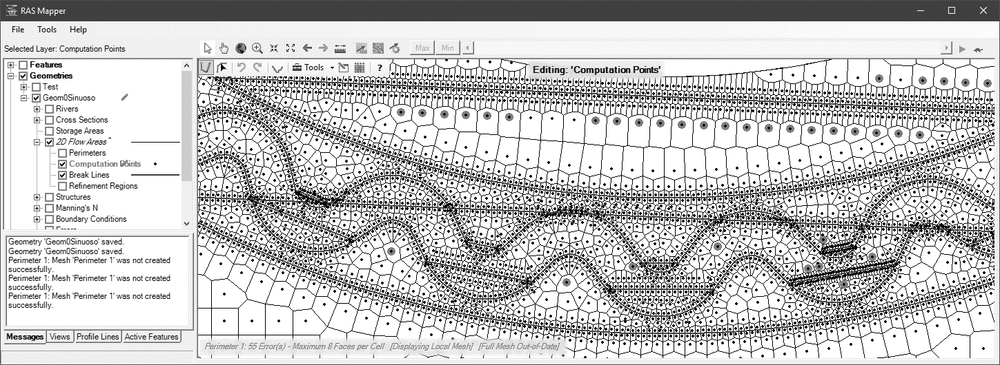 RAS Mapper
File Tools Help
Selected Layer: Computation Points
Max Min
Features
Geometries
Test
Geom0Sinuoso
Rivers
Cross Sections
Storage Areas
2D Flow Areas
Perimeters
Computation Points
Break Lines
Refinement Regions
Structures
Manning's N
Boundary Conditions
Tools ?
Editing: 'Computation Points'
Geometry 'Geom0Sinuoso' saved.
Geometry 'Geom0Sinuoso' saved.
Perimeter 1: Mesh 'Perimeter 1' was not created
successfully.
Perimeter 1: Mesh 'Perimeter 1' was not created
successfully.
Perimeter 1: Mesh 'Perimeter 1' was not created
successfully.
Messages Views Profile Lines Active Features
Perimeter 1: 55 Error(s) - Maximum 8 Faces per Cell [Displaying Local Mesh] [Full Mesh Out-of-Date]